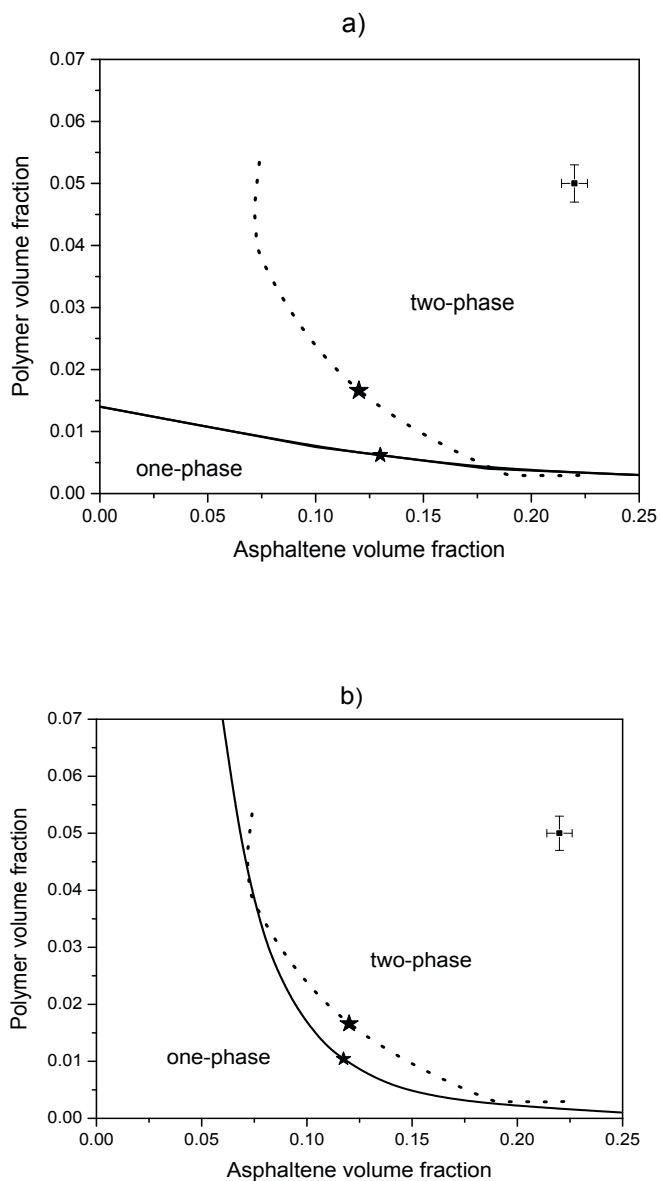 a)
0.07
0.06
0.05
0.04
0.03
0.02
0.01
0.00
Polymer volume fraction
two-phase
one-phase
0.00 0.05 0.10 0.15 0.20 0.25
Asphaltene volume fraction
b)
0.07
0.06
0.05
0.04
0.03
0.02
0.01
0.00
Polymer volume fraction
two-phase
one-phase
0.00 0.05 0.10 0.15 0.20 0.25
Asphaltene volume fraction